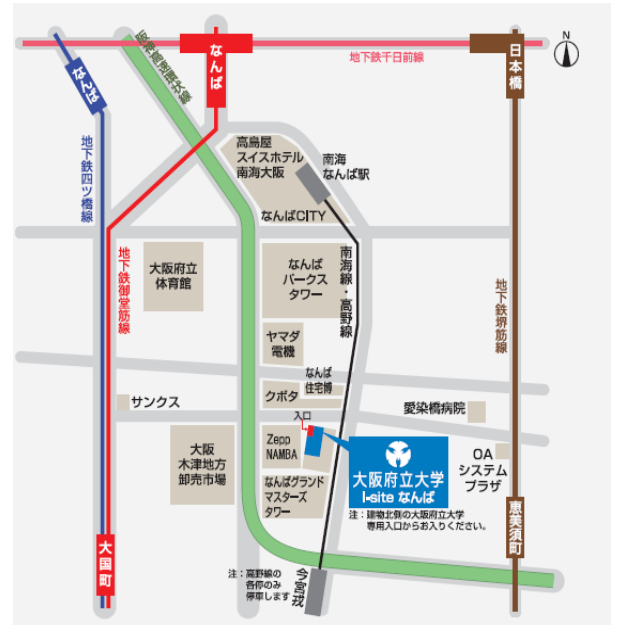 N
なんば
阪神高速環状線
なんば
地下鉄千日前線
日本橋
高島屋
スイスホテル
南海大阪
南海
なんば駅
地下鉄四ツ橋線
なんばCITY
地下鉄御堂筋線
大阪府立
体育館
なんば
パークス
タワー
南海線・高野線
地下鉄堺筋線
ヤマダ
電機
なんば
住宅博
クボタ
サンクス
入口
愛染橋病院
大阪
木津地方
卸売市場
Zepp
NAMBA
大阪府立大学
I-site なんば
OA
システム
プラザ
なんばグランド
マスターズ
タワー
注：建物北側の大阪府立大学
専用入口からお入りください。
恵美須町
大国町
注：高野線の
各停のみ
停車します
今宮戎